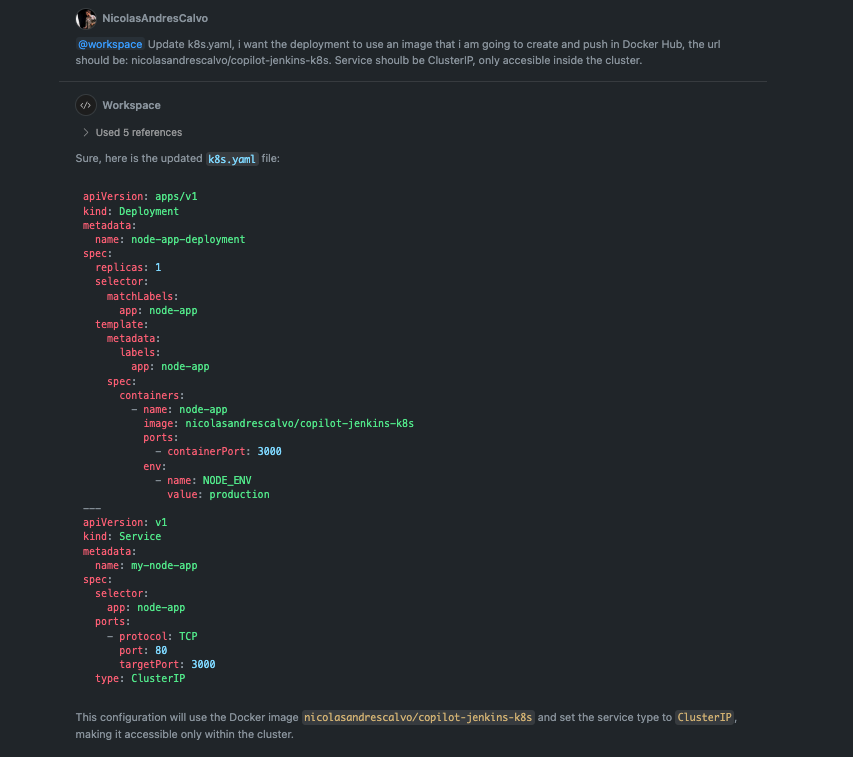 NicolasAndresCalvo
@workspace Update k8s.yaml, i want the deployment to use an image that i am going to create and push in Docker Hub, the url
should be: nicolasandrescalvo/copilot-jenkins-k8s. Service shoulb be ClusterIP, only accesible inside the cluster.
</> Workspace
> Used 5 references
Sure, here is the updated k8s.yaml file:
apiVersion: apps/v1
kind: Deployment
metadata:
  name: node-app-deployment
spec:
  replicas: 1
  selector:
    matchLabels:
      app: node-app
  template:
    metadata:
      labels:
        app: node-app
    spec:
      containers:
        - name: node-app
          image: nicolasandrescalvo/copilot-jenkins-k8s
          ports:
            - containerPort: 3000
          env:
            - name: NODE_ENV
              value: production
---
apiVersion: v1
kind: Service
metadata:
  name: my-node-app
spec:
  selector:
    app: node-app
  ports:
    - protocol: TCP
      port: 80
      targetPort: 3000
  type: ClusterIP
This configuration will use the Docker image nicolasandrescalvo/copilot-jenkins-k8s and set the service type to ClusterIP,
making it accessible only within the cluster.